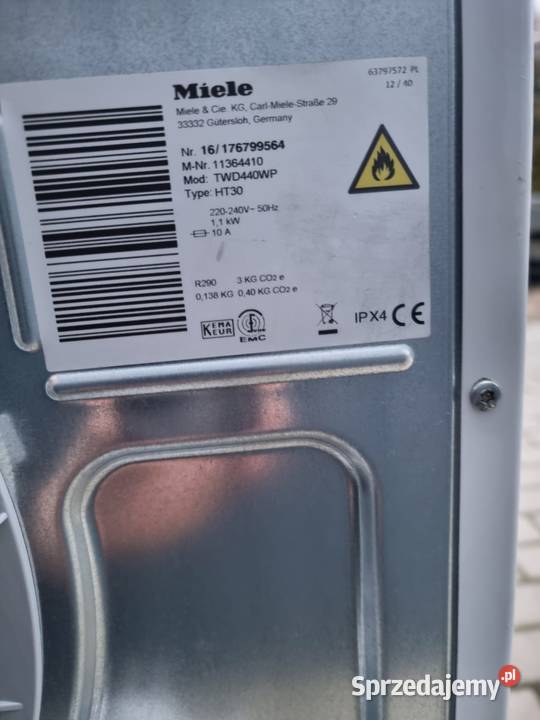 Miele
63797572 PL
12 / 40
Miele & Cie. KG, Carl-Miele-Straße 29
33332 Gütersloh, Germany
Nr. 16/176799564
M-Nr. 11364410
Mod: TWD440WP
Type: HT30
220-240V~ 50Hz
1,1 kW
10 A
R290 3 KG CO2 e
0,138 KG 0,40 KG CO2 e
KEMA
KEUR
EMC
IPX4 CE
Sprzedajemy.pl